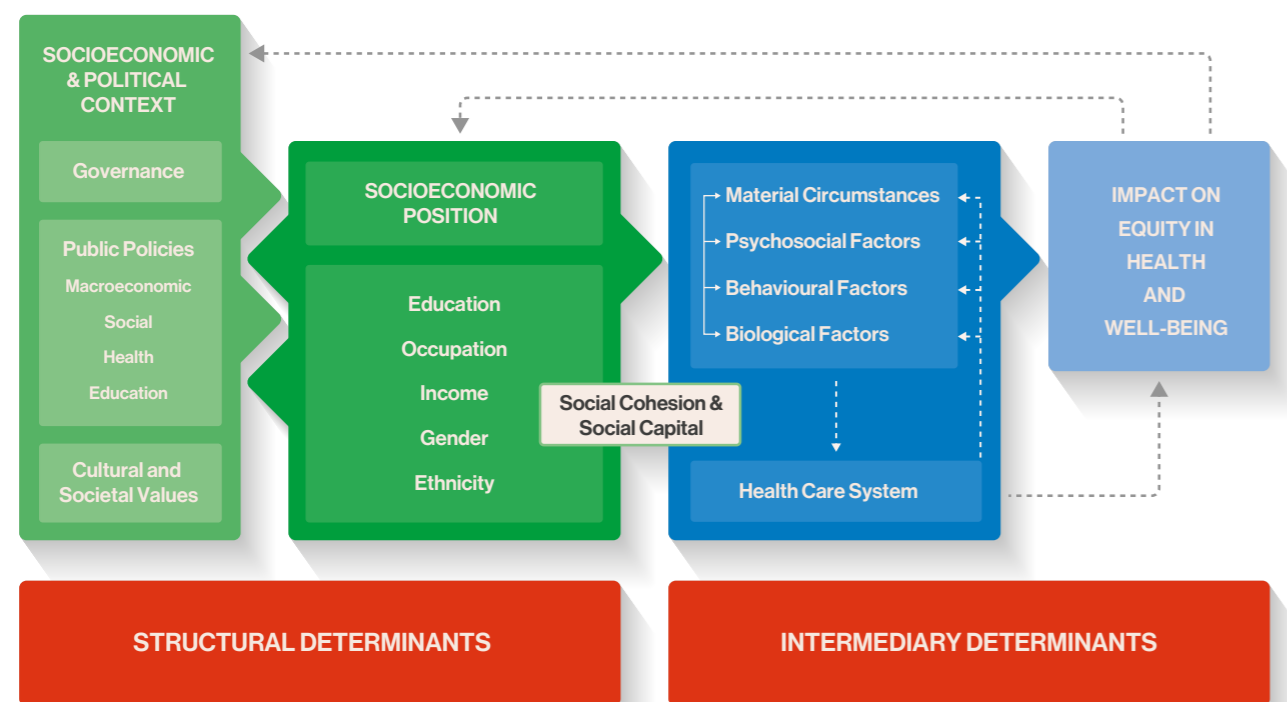 SOCIOECONOMIC
& POLITICAL
CONTEXT
Governance
Public Policies
Macroeconomic
Social
Health
Education
Cultural and
Societal Values
SOCIOECONOMIC
POSITION
Education
Occupation
Income
Gender
Ethnicity
Social Cohesion &
Social Capital
Material Circumstances
Psychosocial Factors
Behavioural Factors
Biological Factors
Health Care System
IMPACT ON
EQUITY IN
HEALTH
AND
WELL-BEING
STRUCTURAL DETERMINANTS
INTERMEDIARY DETERMINANTS